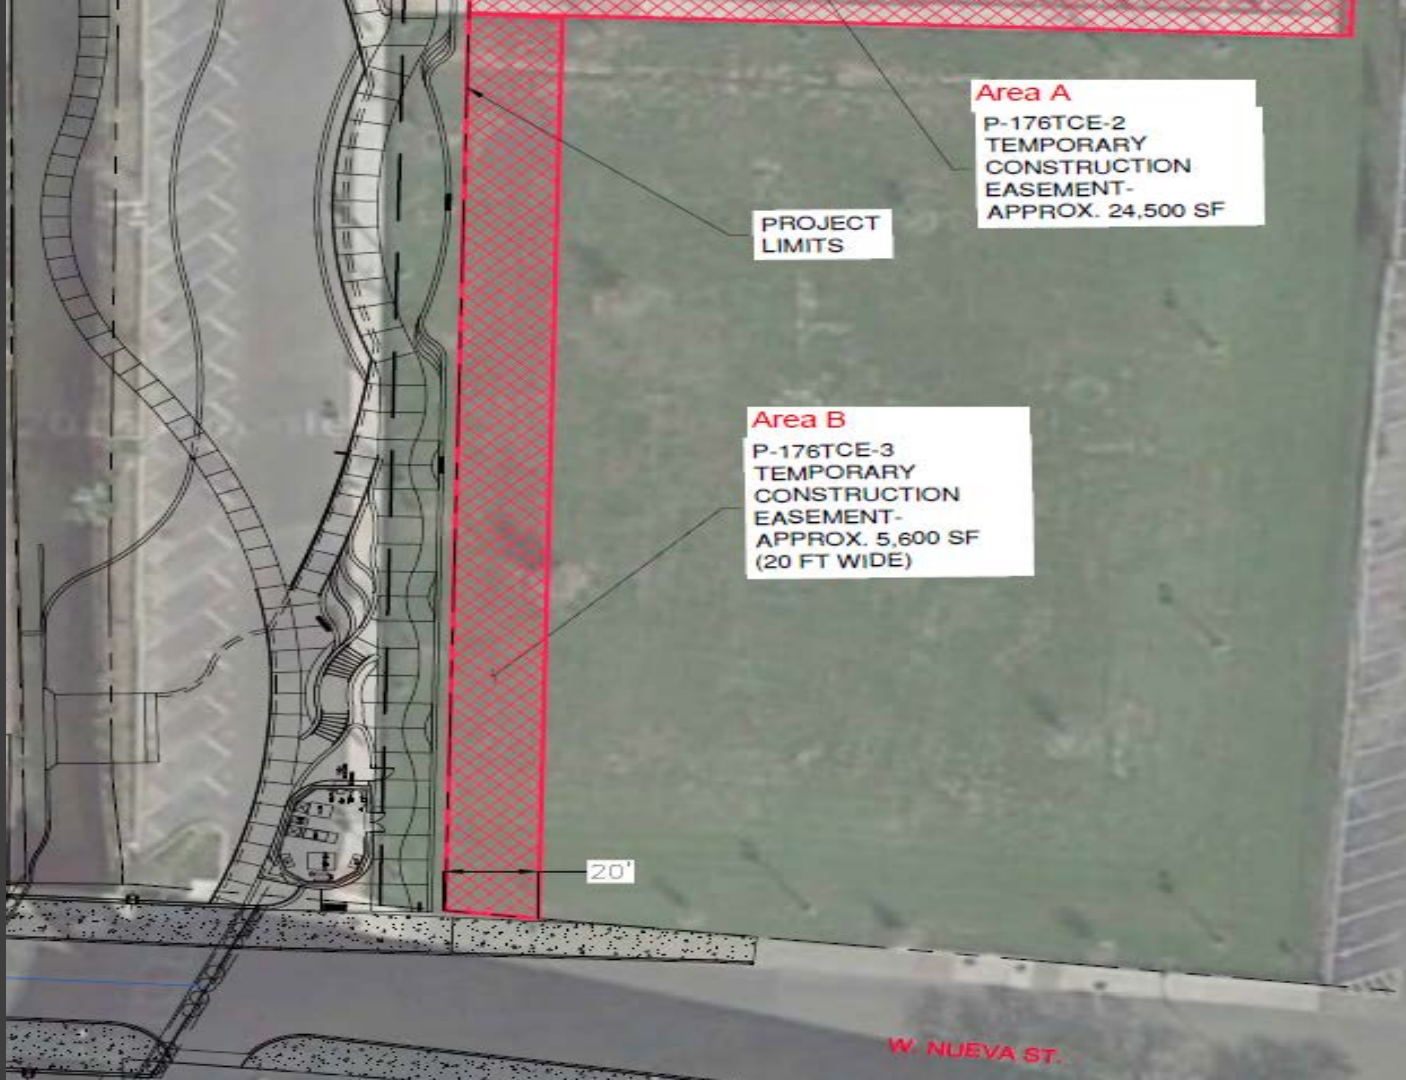 Area A
P-176TCE-2
TEMPORARY
CONSTRUCTION
EASEMENT-
APPROX. 24,500 SF
PROJECT
LIMITS
Area B
P-176TCE-3
TEMPORARY
CONSTRUCTION
EASEMENT-
APPROX. 5,600 SF
(20 FT WIDE)
20'
W. NUEVA ST.